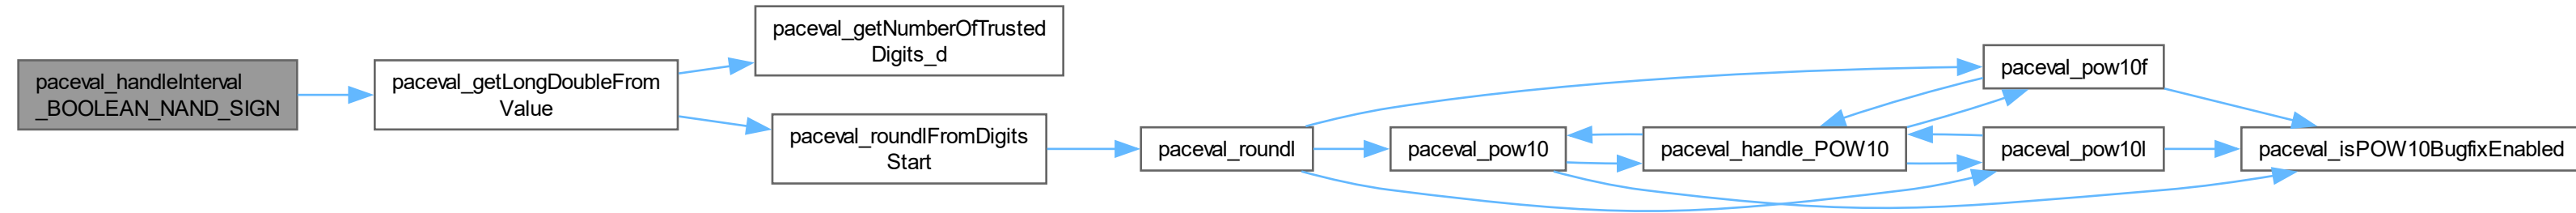 paceval_handleInterval
_BOOLEAN_NAND_SIGN
paceval_getLongDoubleFrom
Value
paceval_getNumberOfTrusted
Digits_d
paceval_roundlFromDigits
Start
paceval_roundl
paceval_pow10
paceval_handle_POW10
paceval_pow10f
paceval_pow10l
paceval_isPOW10BugfixEnabled